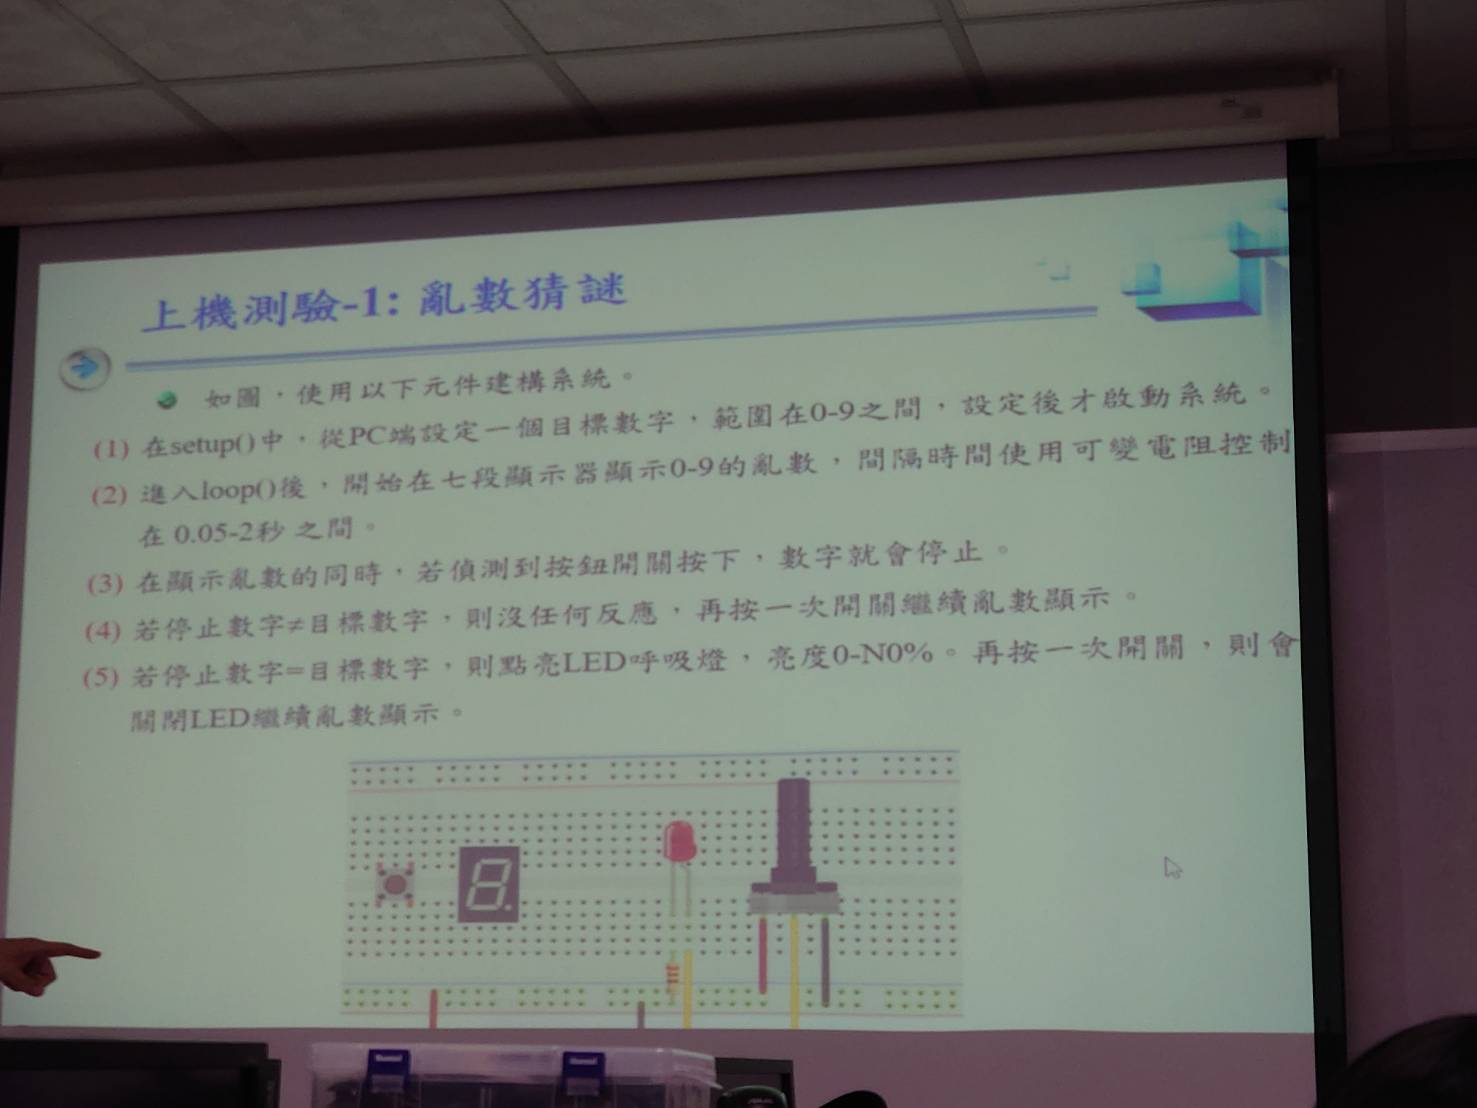 上機測驗-1: 亂數猜謎
如圖，使用以下元件建構系統。
(1) 在setup()中，從PC端設定一個目標數字，範圍在0-9之間，設定後才啟動系統。
(2) 進入loop()後，開始在七段顯示器顯示0-9的亂數，間隔時間使用可變電阻控制
在 0.05-2秒 之間。
(3) 在顯示亂數的同時，若偵測到按鈕開關按下，數字就會停止。
(4) 若停止數字≠目標數字，則沒任何反應，再按一次開關繼續亂數顯示。
(5) 若停止數字=目標數字，則點亮LED呼吸燈，亮度0-N0%。再按一次開關，則會
關閉LED繼續亂數顯示。
8.